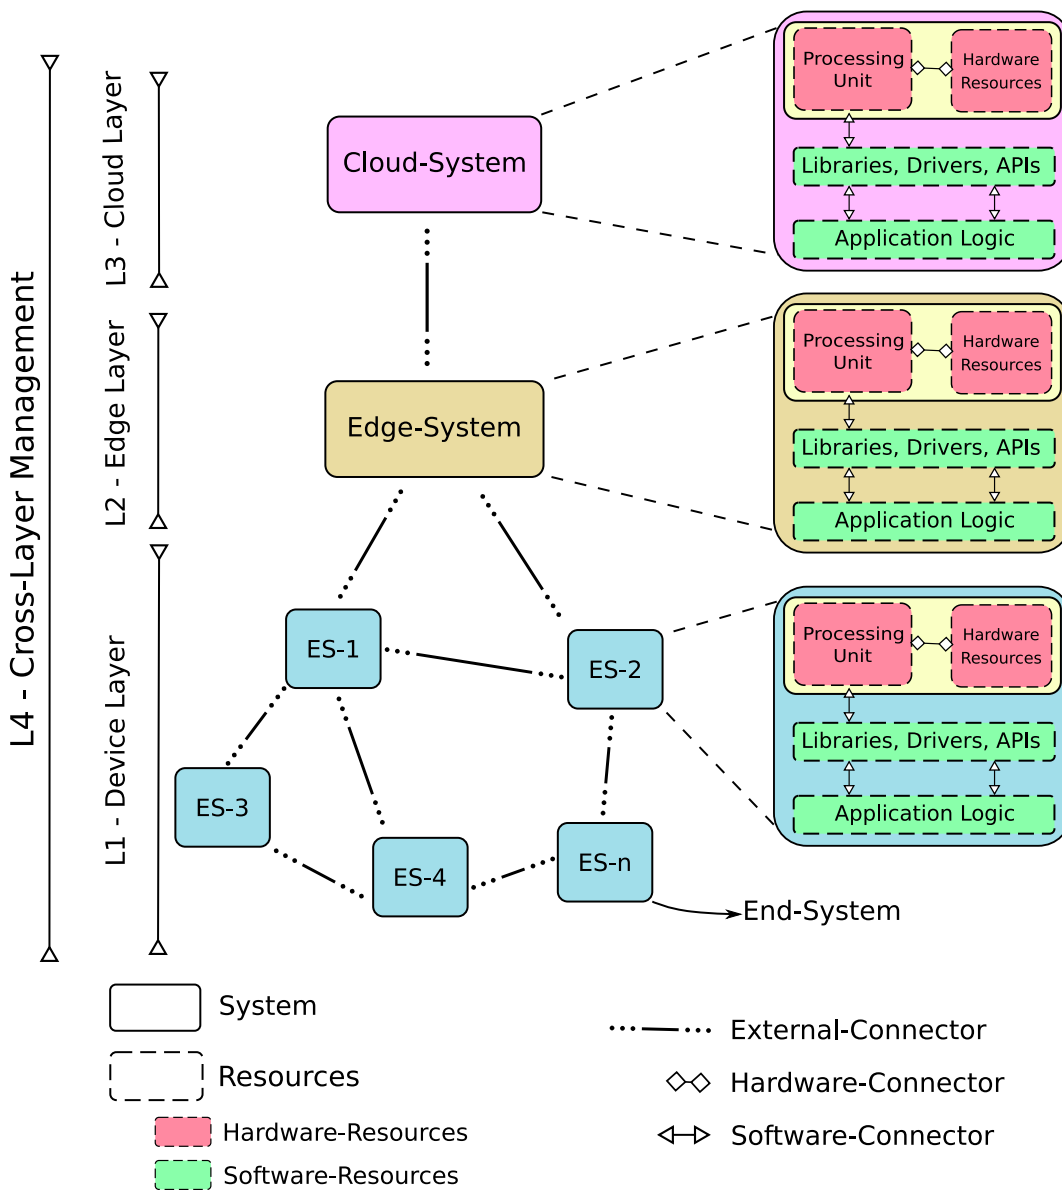 L4 - Cross-Layer Management
L3 - Cloud Layer
L2 - Edge Layer
L1 - Device Layer
Cloud-System
Edge-System
ES-1
ES-2
ES-3
ES-4
ES-n
End-System
Processing
Unit
Hardware
Resources
Libraries, Drivers, APIs
Application Logic
Processing
Unit
Hardware
Resources
Libraries, Drivers, APIs
Application Logic
Processing
Unit
Hardware
Resources
Libraries, Drivers, APIs
Application Logic
System
Resources
Hardware-Resources
Software-Resources
External-Connector
Hardware-Connector
Software-Connector